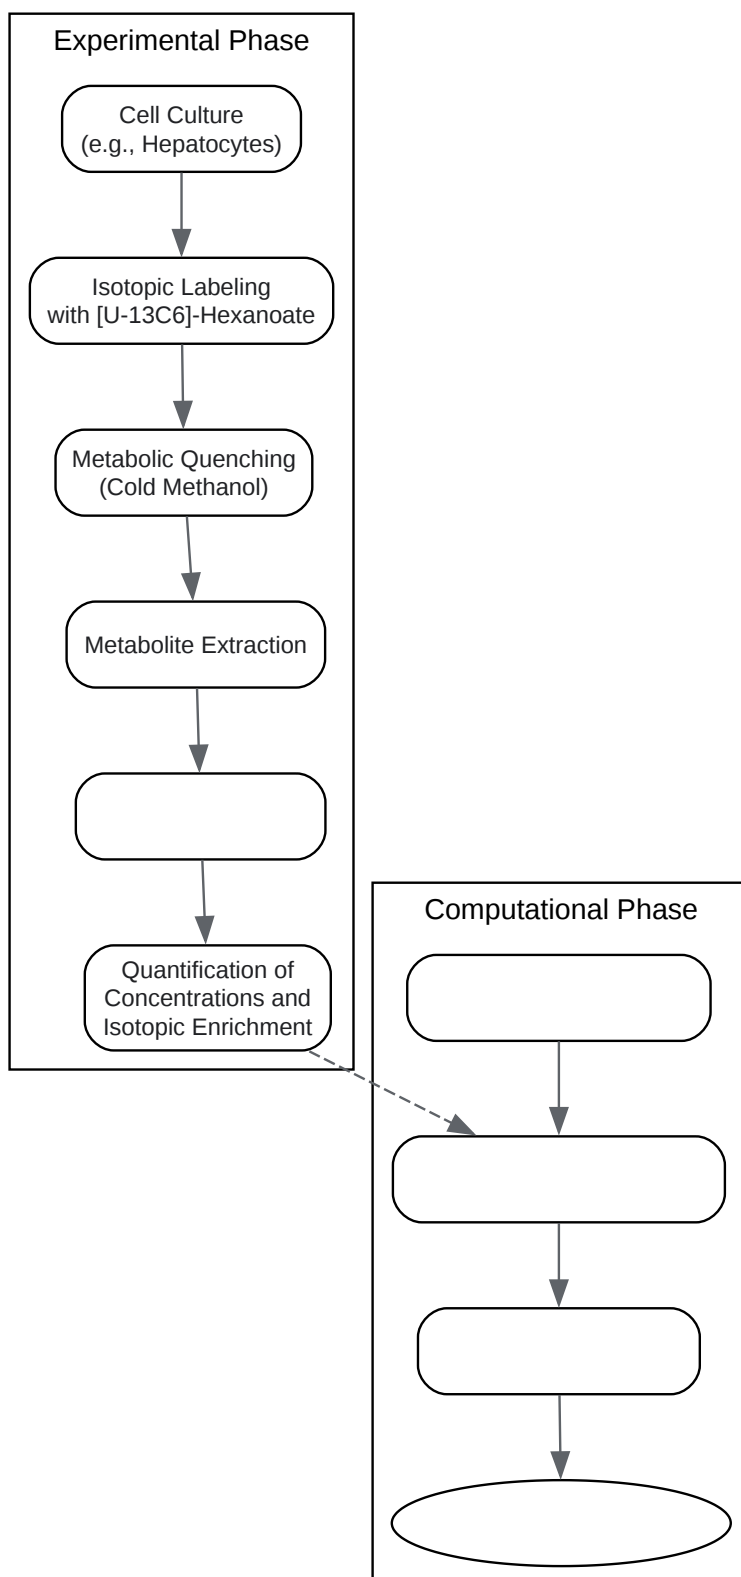 Experimental Phase
Cell Culture
(e.g., Hepatocytes)
Isotopic Labeling
with [U-13C6]-Hexanoate
Metabolic Quenching
(Cold Methanol)
Metabolite Extraction
Quantification of
Concentrations and
Isotopic Enrichment
Computational Phase